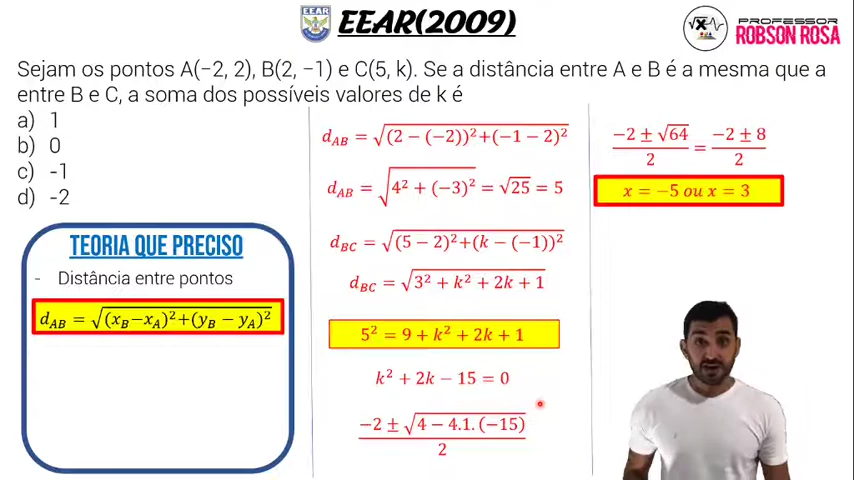 EEAR
EEAR(2009)
PROFESSOR
ROBSON ROSA
Sejam os pontos A(−2, 2), B(2, −1) e C(5, k). Se a distância entre A e B é a mesma que a
entre B e C, a soma dos possíveis valores de k é
a) 1
b) 0
c) -1
d) -2
TEORIA QUE PRECISO
- Distância entre pontos
d_AB = √((x_B−x_A)²+(y_B − y_A)²)
d_AB = √((2 − (−2))²+(−1 − 2)²)
d_AB = √(4² + (−3)²) = √25 = 5
d_BC = √((5 − 2)²+(k − (−1))²)
d_BC = √(3² + k² + 2k + 1)
5² = 9 + k² + 2k + 1
k² + 2k − 15 = 0
(−2 ± √(4 − 4.1.(−15)))/2
(−2 ± √64)/2 = (−2 ± 8)/2
x = −5 ou x = 3